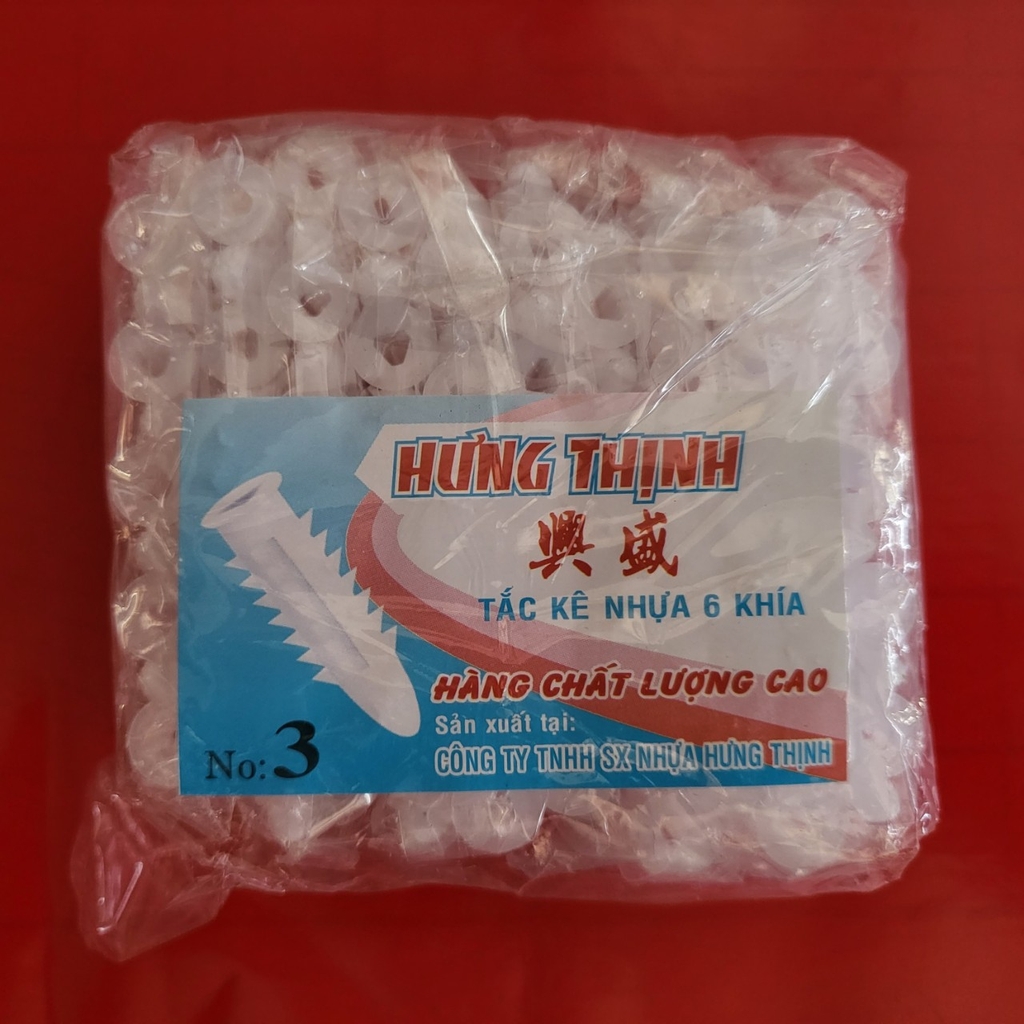 HƯNG THỊNH
興 盛
TẮC KÊ NHỰA 6 KHÍA
HÀNG CHẤT LƯỢNG CAO
Sản xuất tại:
CÔNG TY TNHH SX NHỰA HƯNG THỊNH
No: 3